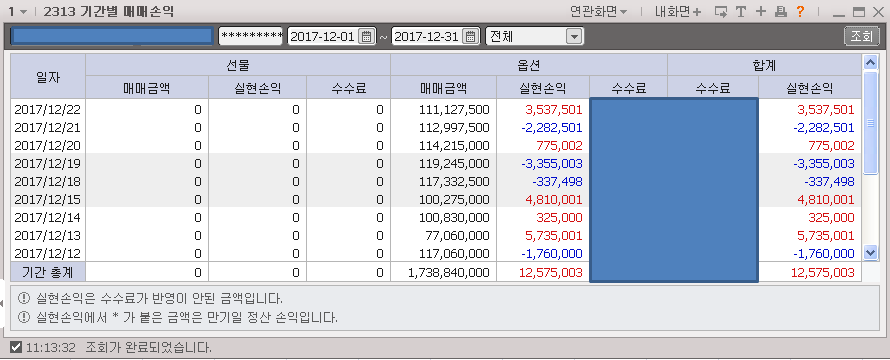 1 2313 기간별 매매손익 연관화면 내화면+ T + ?
********* 2017-12-01 ~ 2017-12-31 전체 조회
일자 선물 옵션 합계
매매금액 실현손익 수수료 매매금액 실현손익 수수료 수수료 실현손익
2017/12/22 0 0 0 111,127,500 3,537,501 3,537,501
2017/12/21 0 0 0 112,997,500 -2,282,501 -2,282,501
2017/12/20 0 0 0 114,215,000 775,002 775,002
2017/12/19 0 0 0 119,245,000 -3,355,003 -3,355,003
2017/12/18 0 0 0 117,332,500 -337,498 -337,498
2017/12/15 0 0 0 100,275,000 4,810,001 4,810,001
2017/12/14 0 0 0 100,830,000 325,000 325,000
2017/12/13 0 0 0 77,060,000 5,735,001 5,735,001
2017/12/12 0 0 0 117,060,000 -1,760,000 -1,760,000
기간 총계 0 0 0 1,738,840,000 12,575,003 12,575,003
실현손익은 수수료가 반영이 안된 금액입니다.
실현손익에서 * 가 붙은 금액은 만기일 정산 손익입니다.
11:13:32 조회가 완료되었습니다.